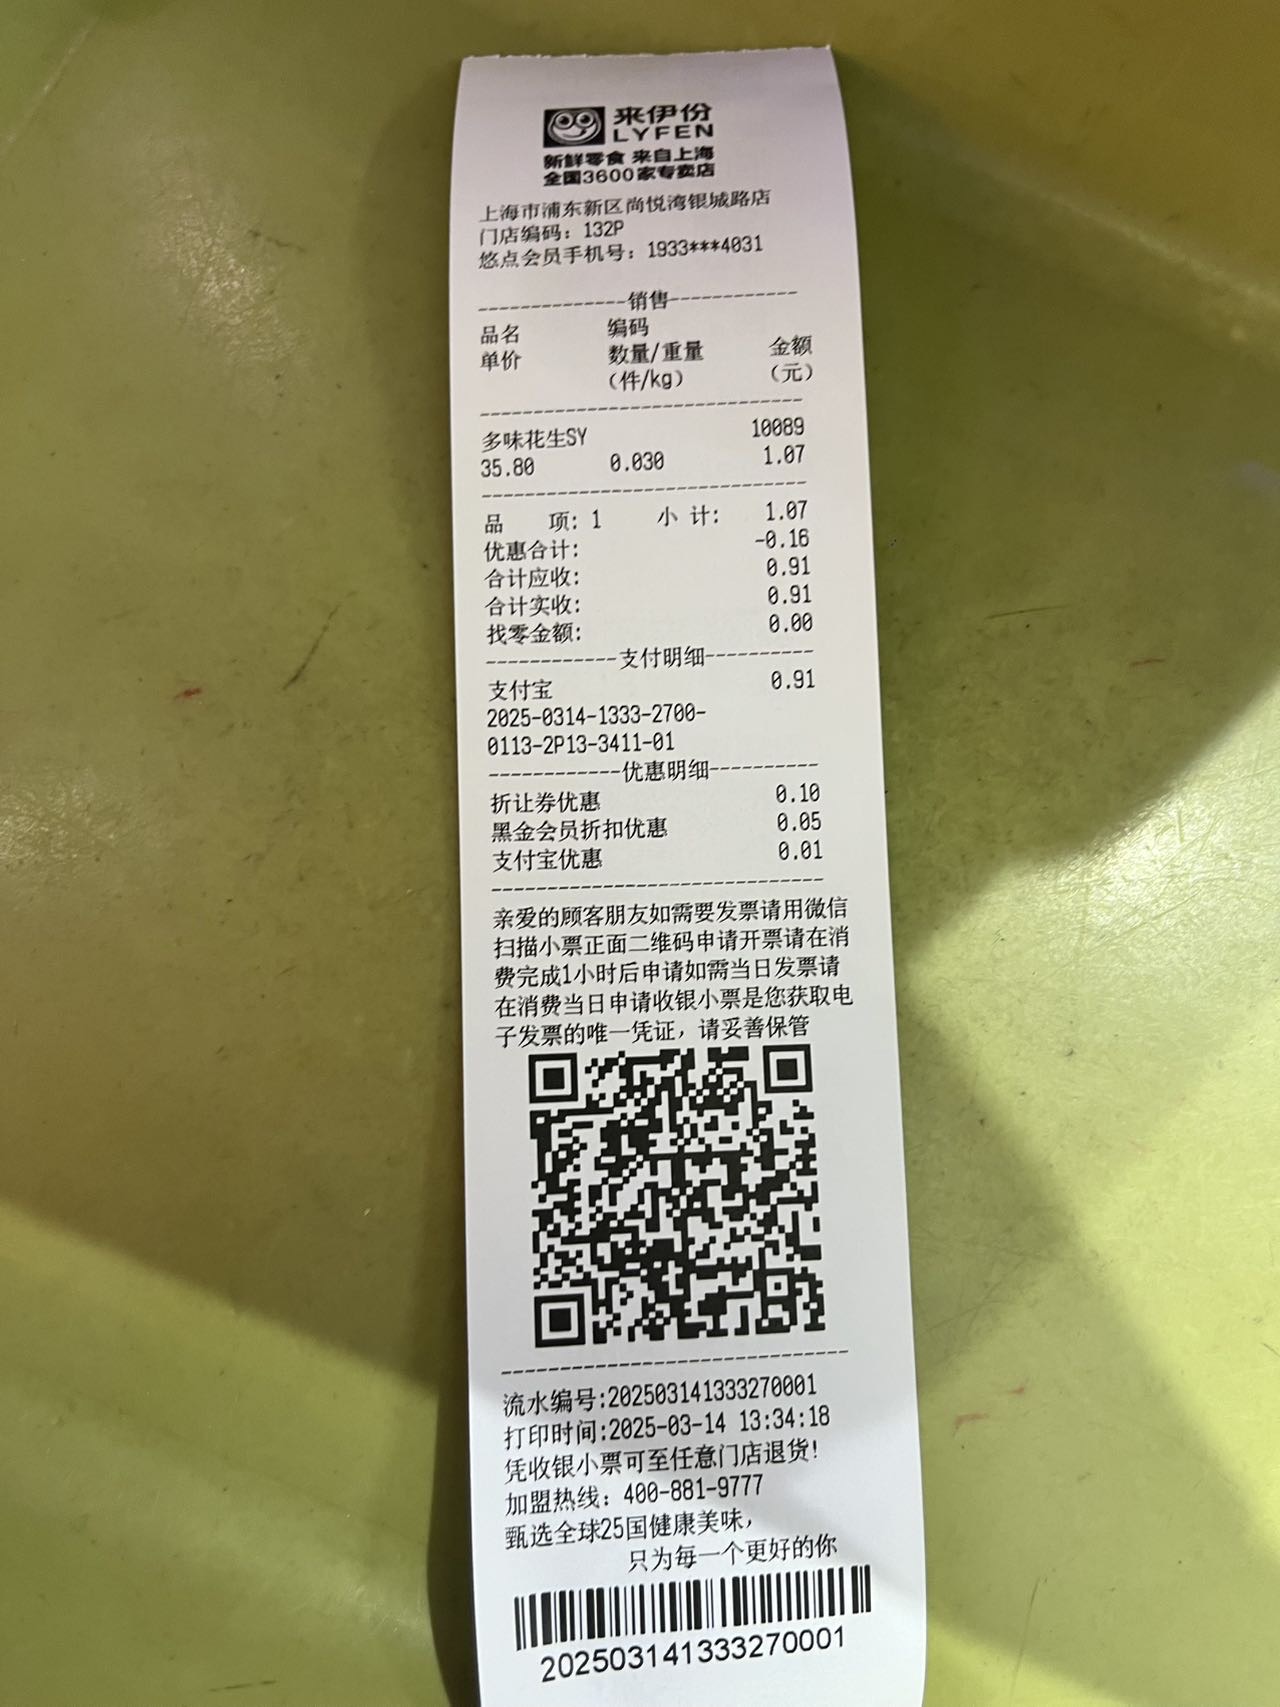 来伊份
LYFEN
新鲜零食 来自上海
全国3600家专卖店
上海市浦东新区尚悦湾银城路店
门店编码：132P
悠点会员手机号：1933***4031
------------销售------------
品名 编码
单价 数量/重量 金额
（件/kg） （元）
多味花生SY 10089
35.80 0.030 1.07
品 项：1 小 计： 1.07
优惠合计： -0.16
合计应收： 0.91
合计实收： 0.91
找零金额： 0.00
------------支付明细----------
支付宝 0.91
2025-0314-1333-2700-
0113-2P13-3411-01
------------优惠明细----------
折让券优惠 0.10
黑金会员折扣优惠 0.05
支付宝优惠 0.01
亲爱的顾客朋友如需要发票请用微信
扫描小票正面二维码申请开票请在消
费完成1小时后申请如需当日发票请
在消费当日申请收银小票是您获取电
子发票的唯一凭证，请妥善保管
流水编号:202503141333270001
打印时间:2025-03-14 13:34:18
凭收银小票可至任意门店退货!
加盟热线：400-881-9777
甄选全球25国健康美味，
只为每一个更好的你
202503141333270001